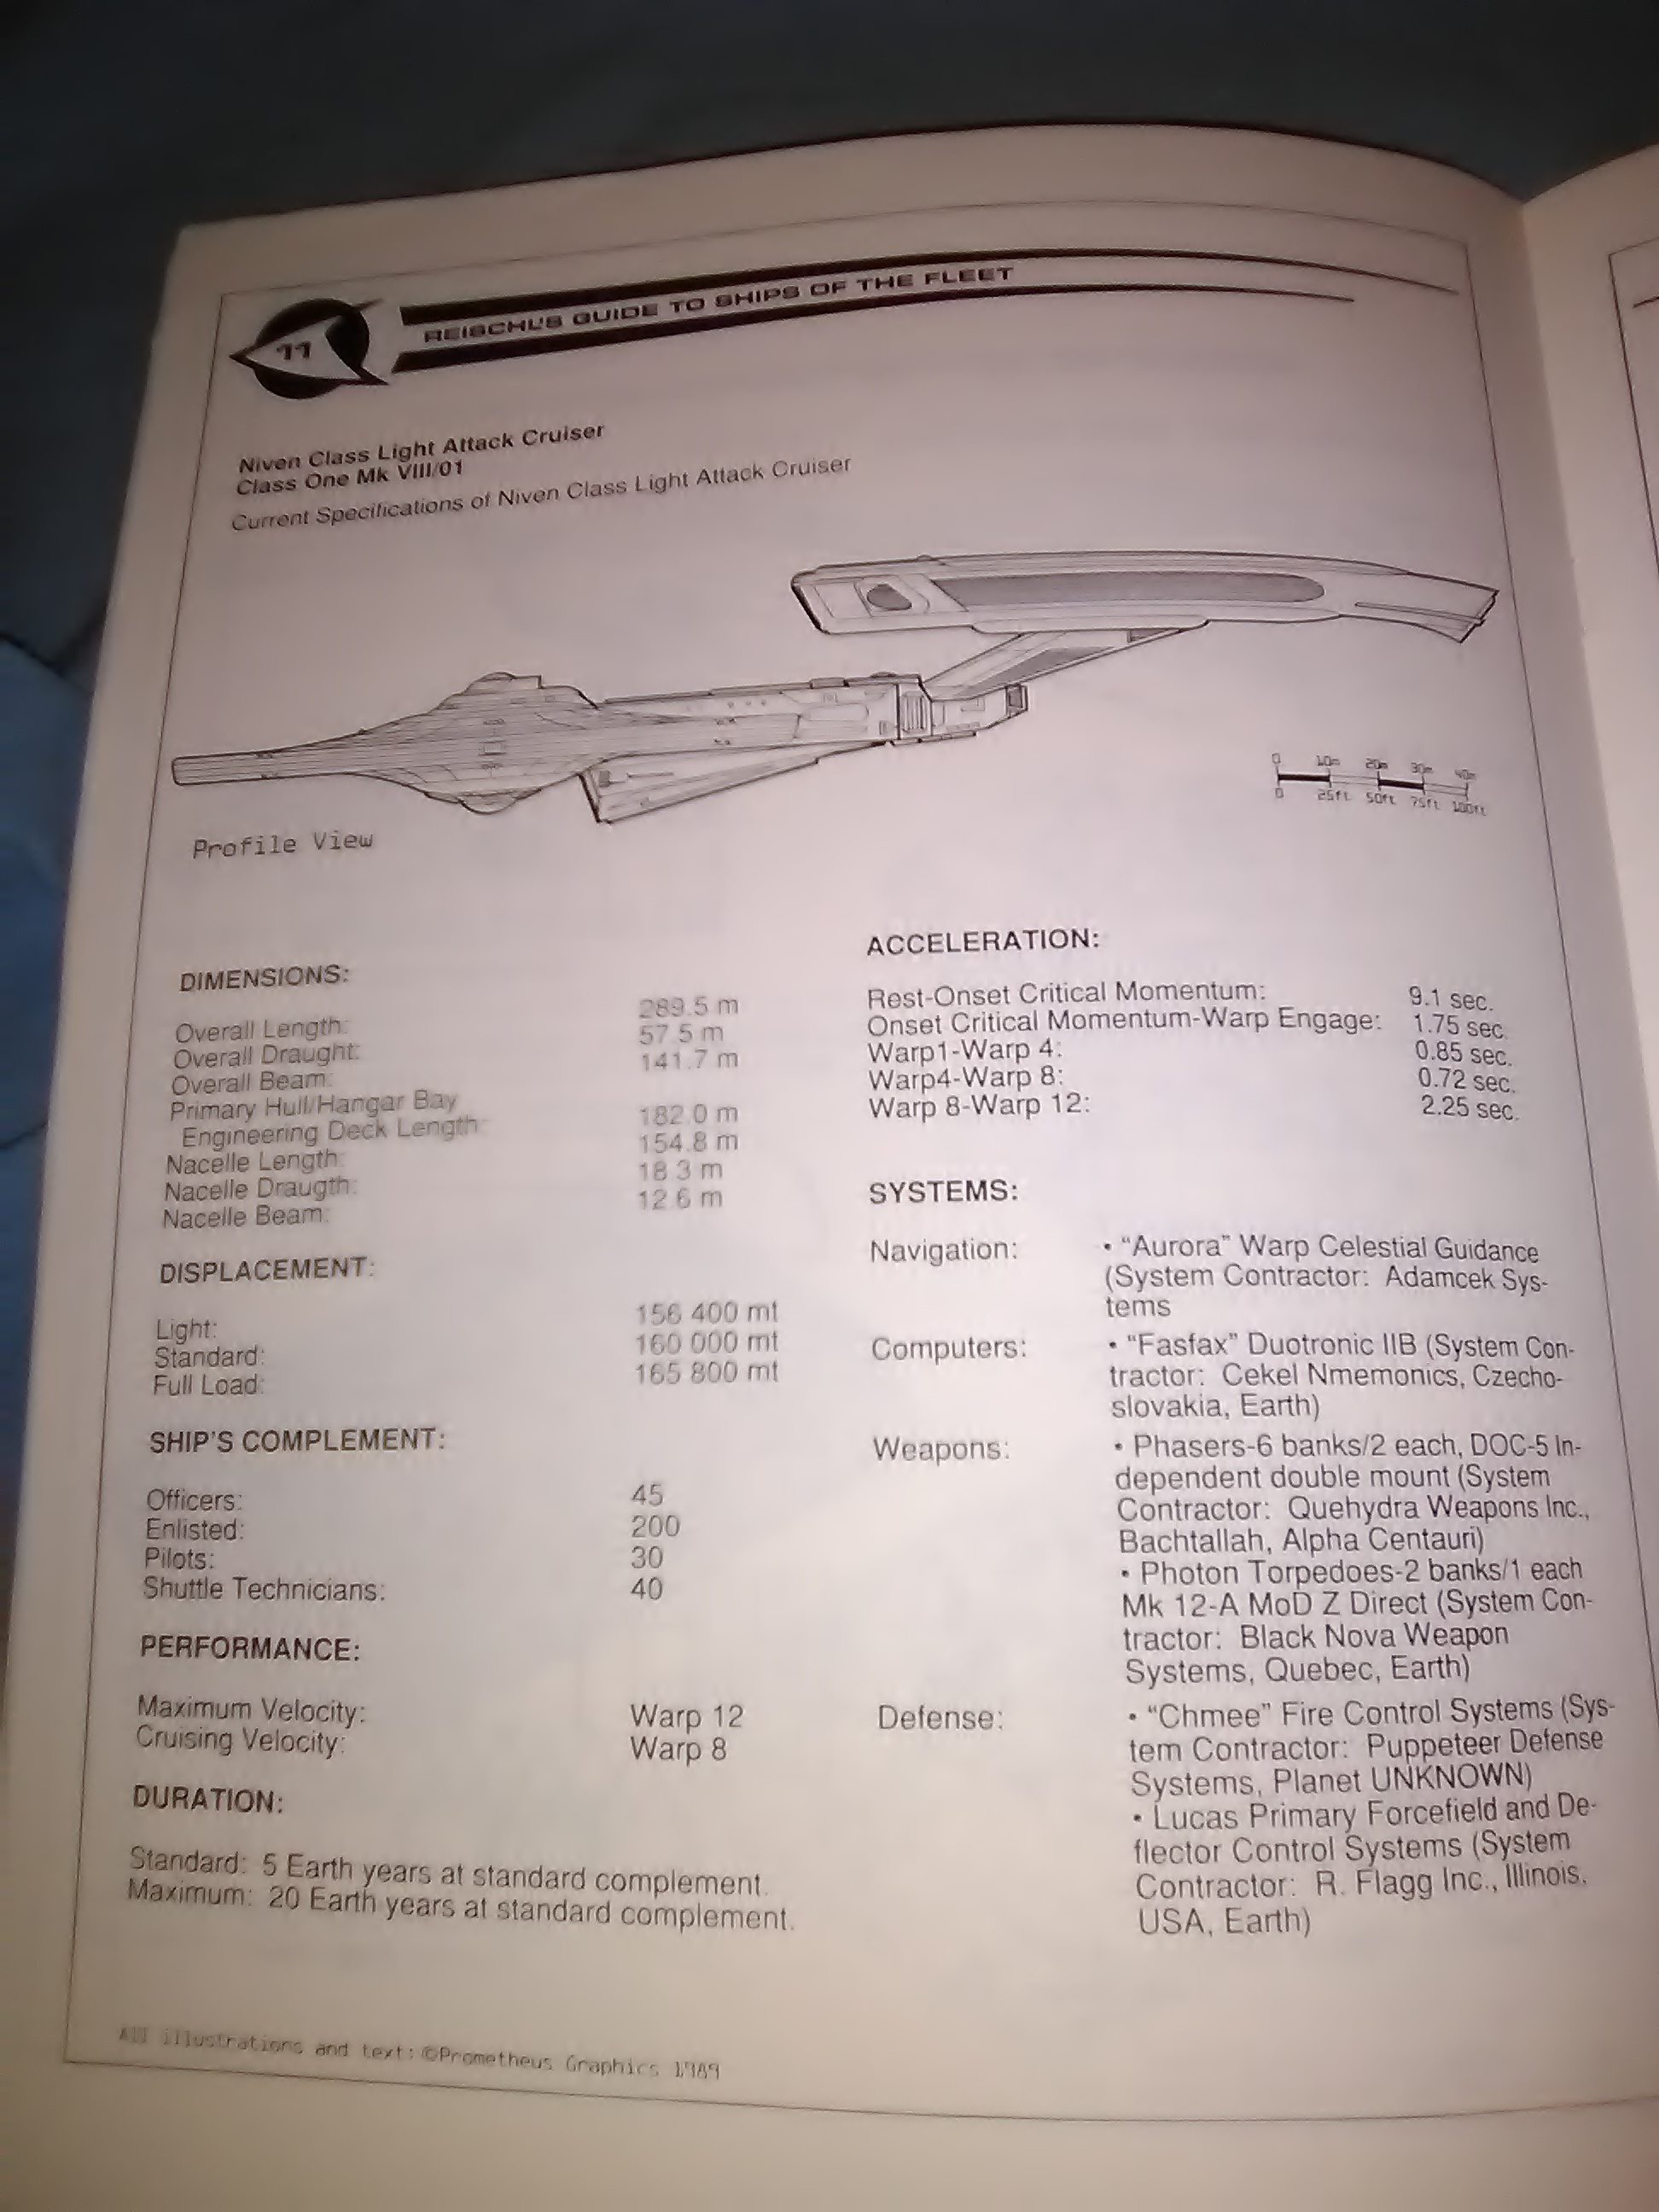 11
REISCHL'S GUIDE TO SHIPS OF THE FLEET
Niven Class Light Attack Cruiser
Class One Mk VIII/01
Current Specifications of Niven Class Light Attack Cruiser
0 10m 20m 30m 40m
0 25ft 50ft 75ft 100ft
Profile View
DIMENSIONS:
Overall Length: 289.5 m
Overall Draught: 57.5 m
Overall Beam: 141.7 m
Primary Hull/Hangar Bay
Engineering Deck Length: 182.0 m
Nacelle Length: 154.8 m
Nacelle Draugth: 18.3 m
Nacelle Beam: 12.6 m
DISPLACEMENT:
Light: 156 400 mt
Standard: 160 000 mt
Full Load: 165 800 mt
SHIP'S COMPLEMENT:
Officers: 45
Enlisted: 200
Pilots: 30
Shuttle Technicians: 40
PERFORMANCE:
Maximum Velocity: Warp 12
Cruising Velocity: Warp 8
DURATION:
Standard: 5 Earth years at standard complement.
Maximum: 20 Earth years at standard complement.
ACCELERATION:
Rest-Onset Critical Momentum: 9.1 sec.
Onset Critical Momentum-Warp Engage: 1.75 sec.
Warp1-Warp 4: 0.85 sec.
Warp4-Warp 8: 0.72 sec.
Warp 8-Warp 12: 2.25 sec.
SYSTEMS:
Navigation: • “Aurora” Warp Celestial Guidance
(System Contractor: Adamcek Sys-
tems
Computers: • “Fasfax” Duotronic IIB (System Con-
tractor: Cekel Nmemonics, Czecho-
slovakia, Earth)
Weapons: • Phasers-6 banks/2 each, DOC-5 In-
dependent double mount (System
Contractor: Quehydra Weapons Inc.,
Bachtallah, Alpha Centauri)
• Photon Torpedoes-2 banks/1 each
Mk 12-A MoD Z Direct (System Con-
tractor: Black Nova Weapon
Systems, Quebec, Earth)
Defense: • “Chmee” Fire Control Systems (Sys-
tem Contractor: Puppeteer Defense
Systems, Planet UNKNOWN)
• Lucas Primary Forcefield and De-
flector Control Systems (System
Contractor: R. Flagg Inc., Illinois,
USA, Earth)
All illustrations and text: ©Prometheus Graphics 1989